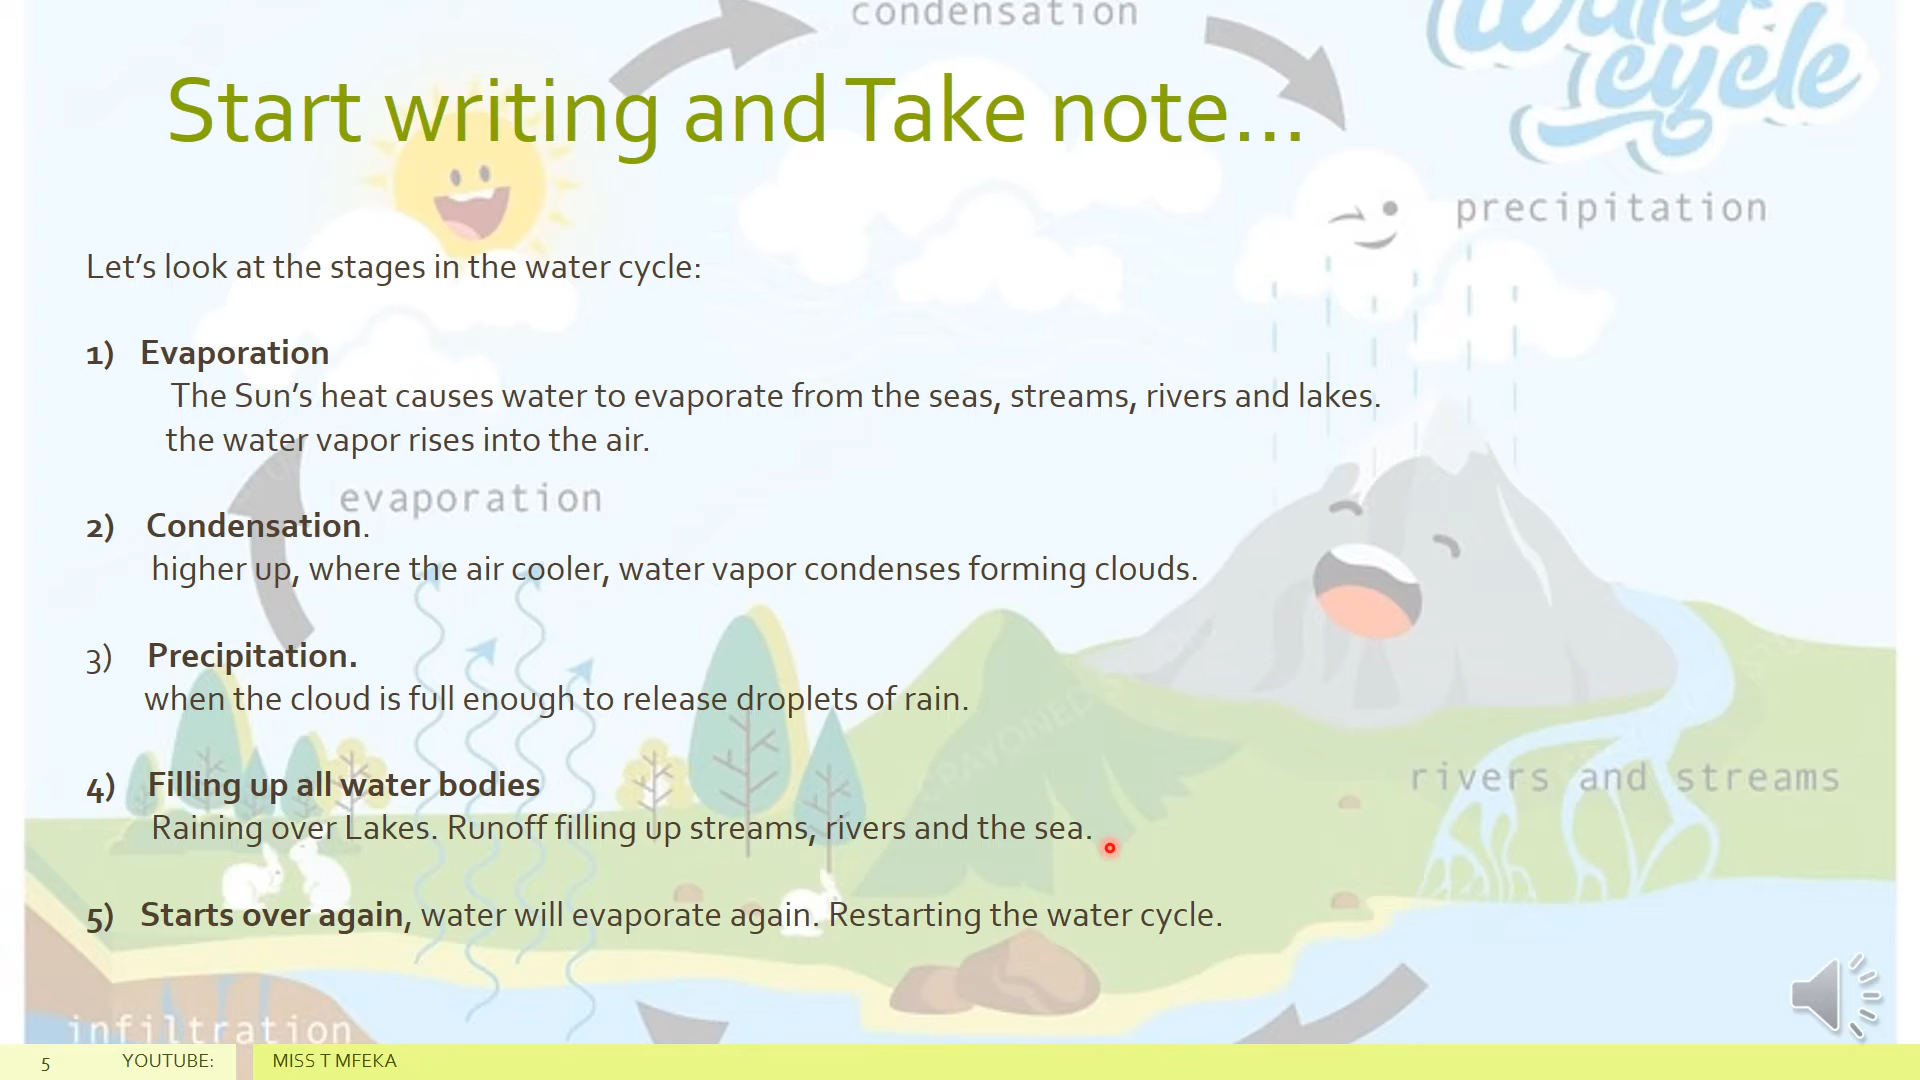 condensation
Water
cycle
Start writing and Take note...
precipitation
Let's look at the stages in the water cycle:
1) Evaporation
The Sun's heat causes water to evaporate from the seas, streams, rivers and lakes.
the water vapor rises into the air.
evaporation
2) Condensation.
higher up, where the air cooler, water vapor condenses forming clouds.
3) Precipitation.
when the cloud is full enough to release droplets of rain.
4) Filling up all water bodies
rivers and streams
Raining over Lakes. Runoff filling up streams, rivers and the sea.
5) Starts over again, water will evaporate again. Restarting the water cycle.
infiltration
5 YOUTUBE: MISS T MFEKA